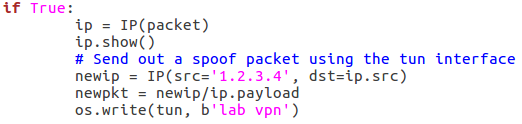 if True:
        ip = IP(packet)
        ip.show()
        # Send out a spoof packet using the tun interface
        newip = IP(src='1.2.3.4', dst=ip.src)
        newpkt = newip/ip.payload
        os.write(tun, b'lab vpn')